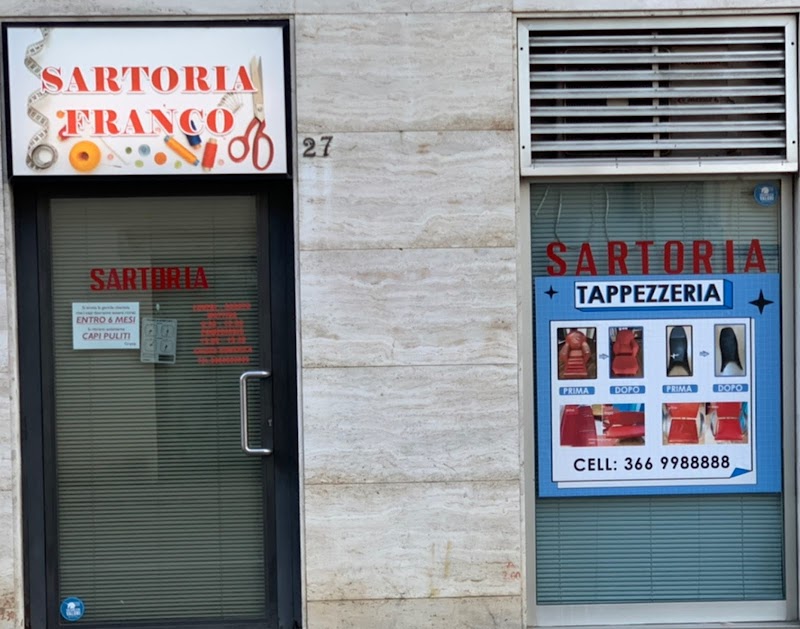 SARTORIA
FRANCO
27
SARTORIA
ENTRO 6 MESI
CAPI PULITI
SARTORIA
TAPPEZZERIA
PRIMA DOPO PRIMA DOPO
CELL: 366 9988888